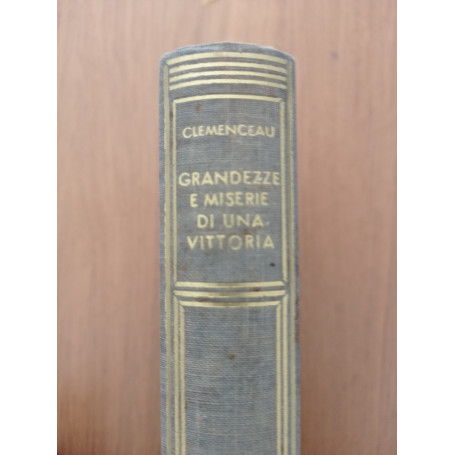 CLEMENCEAU
GRANDEZZE
E MISERIE
DI UNA
VITTORIA